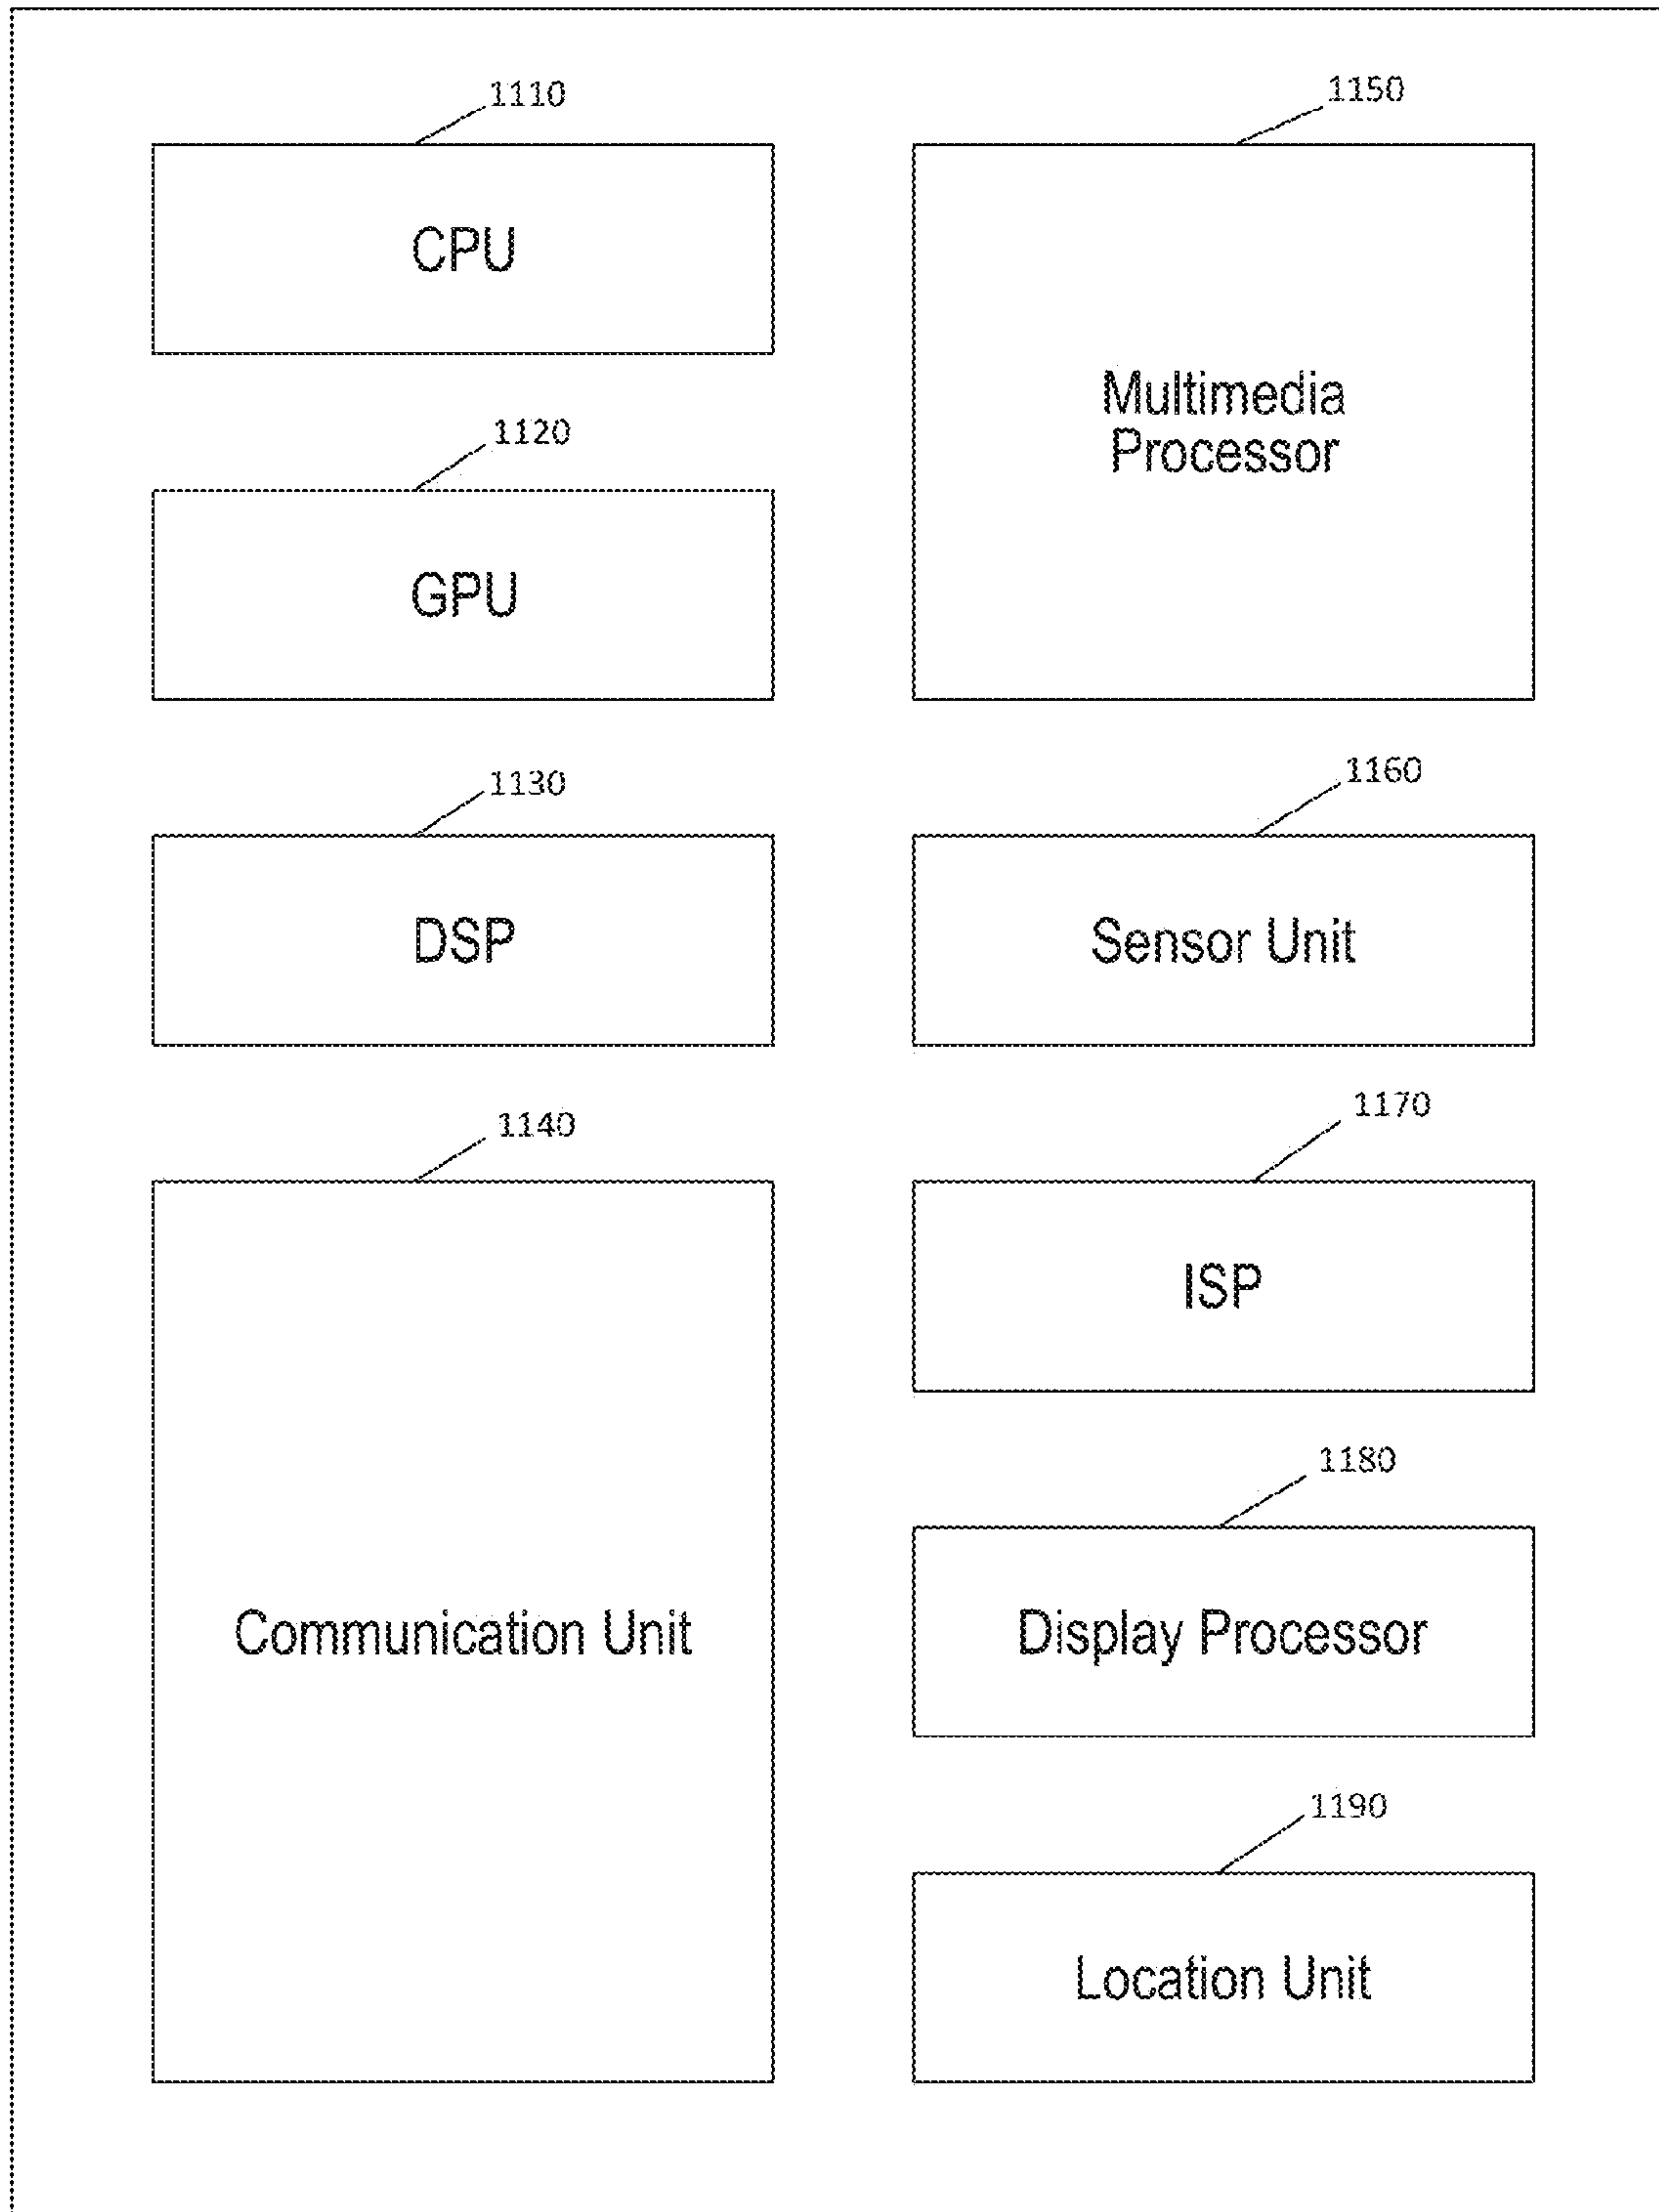 1110
CPU
1120
GPU
1130
DSP
1140
Communication Unit
1150
Multimedia
Processor
1160
Sensor Unit
1170
ISP
1180
Display Processor
1190
Location Unit